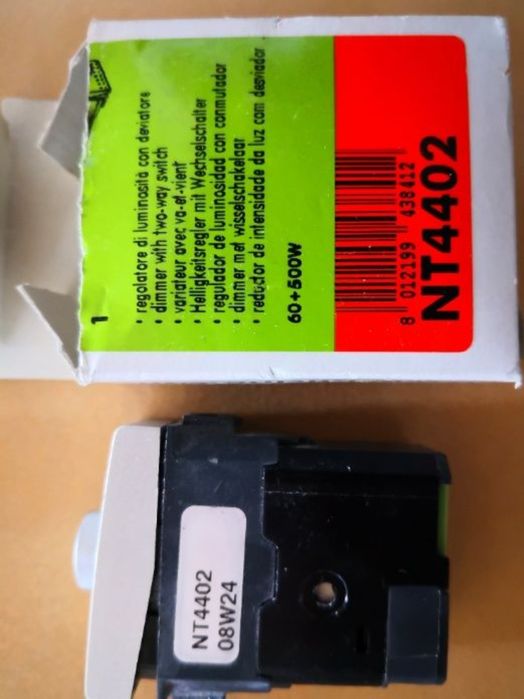 1
• regolatore di luminosità con deviatore
• dimmer with two-way switch
• variateur avec va-et-vient
• Helligkeitsregler mit Wechselschalter
• regulador de luminosidad con conmutador
• dimmer met wisselschakelaar
• redutor de intensidade da luz com desviador
60÷500W
8 012199 438412
NT4402
NT4402
08W24